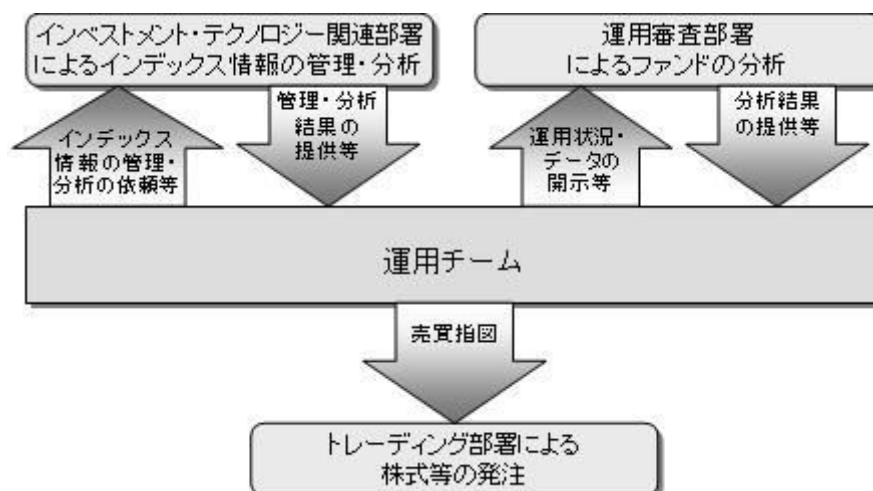 インベストメント・テクノロジー関連部署
によるインデックス情報の管理・分析
運用審査部署
によるファンドの分析
インデックス
情報の管理・
分析の依頼等
管理・分析
結果の
提供等
運用状況・
データの
開示等
分析結果
の提供等
運用チーム
売買指図
トレーディング部署による
株式等の発注